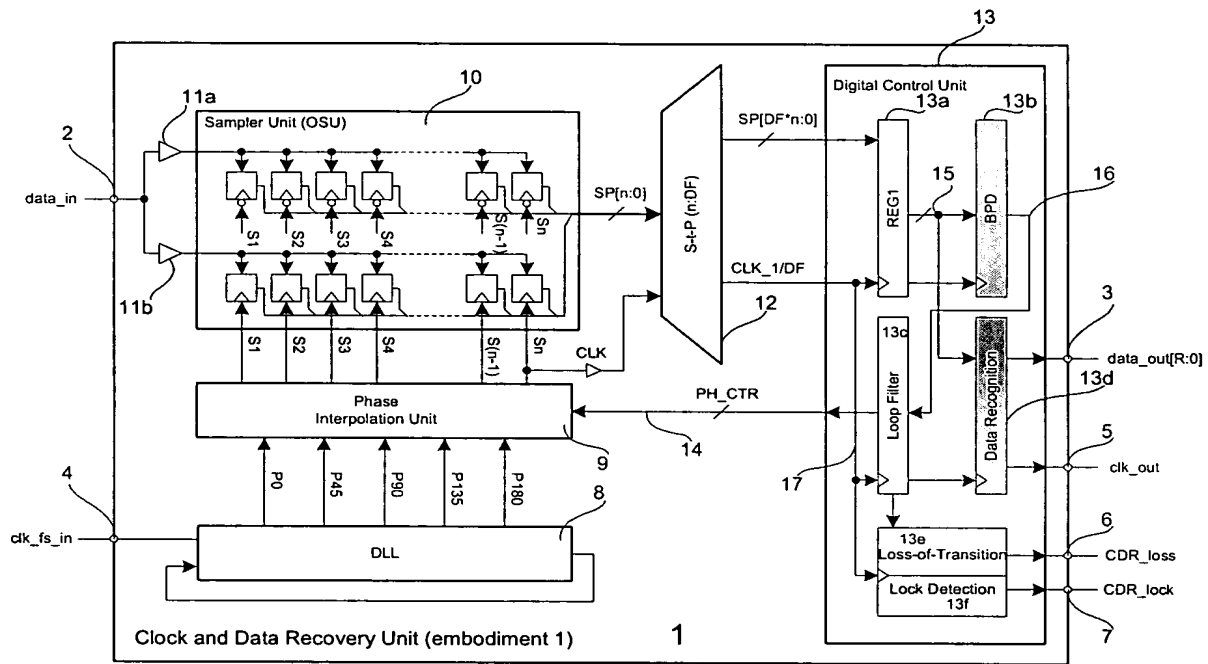 13
10
Digital Control Unit
11a
Sampler Unit (OSU)
13a
13b
SP[DF*n:0]
2
15
16
data_in
SP[n:0]
S1
S2
S3
S4
S(n-1)
Sn
S-t-P (n:DF)
REG1
BPD
11b
CLK_1/DF
12
13c
3
S1
S2
S3
S4
S(n-1)
Sn
CLK
data_out[R:0]
Phase
Interpolation Unit
PH_CTR
Loop Filter
Data Recognition
13d
9
14
5
P0
P45
P90
P135
P180
17
clk_out
4
8
6
clk_fs_in
DLL
13e
Loss-of-Transition
CDR_loss
Lock Detection
13f
CDR_lock
7
Clock and Data Recovery Unit (embodiment 1)
1